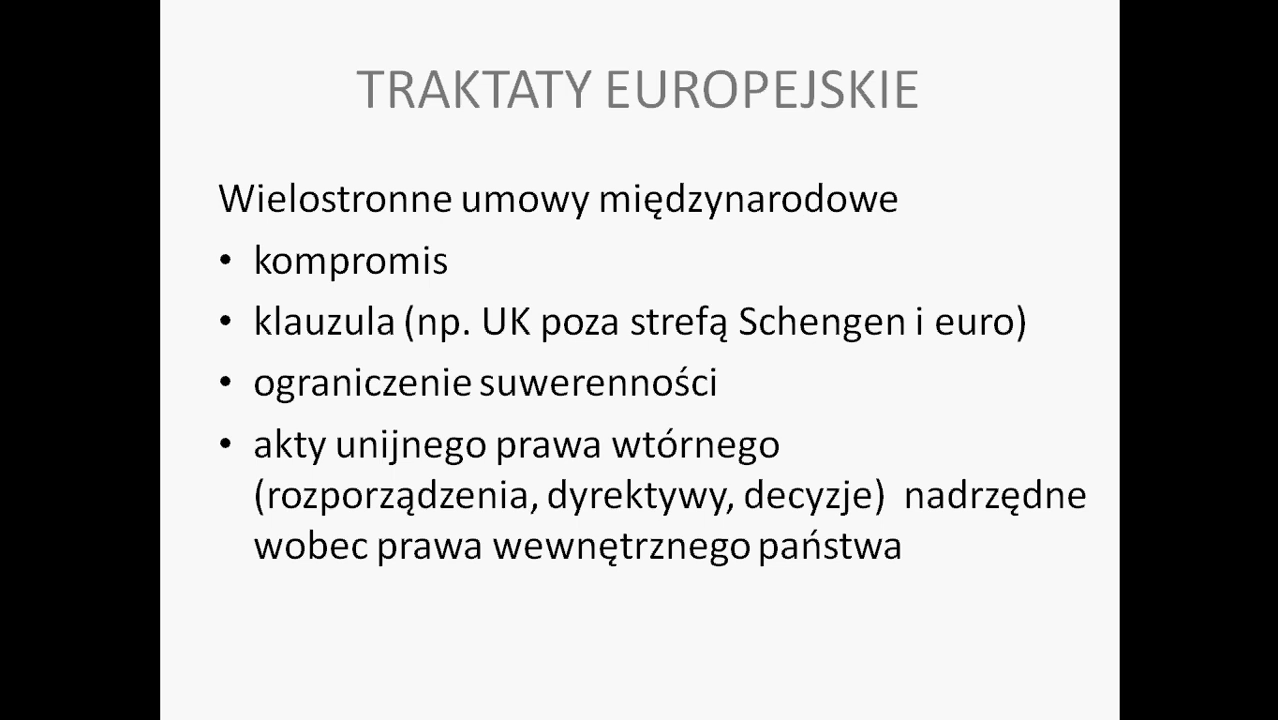 TRAKTATY EUROPEJSKIE
Wielostronne umowy międzynarodowe
• kompromis
• klauzula (np. UK poza strefą Schengen i euro)
• ograniczenie suwerenności
• akty unijnego prawa wtórnego
(rozporządzenia, dyrektywy, decyzje) nadrzędne
wobec prawa wewnętrznego państwa